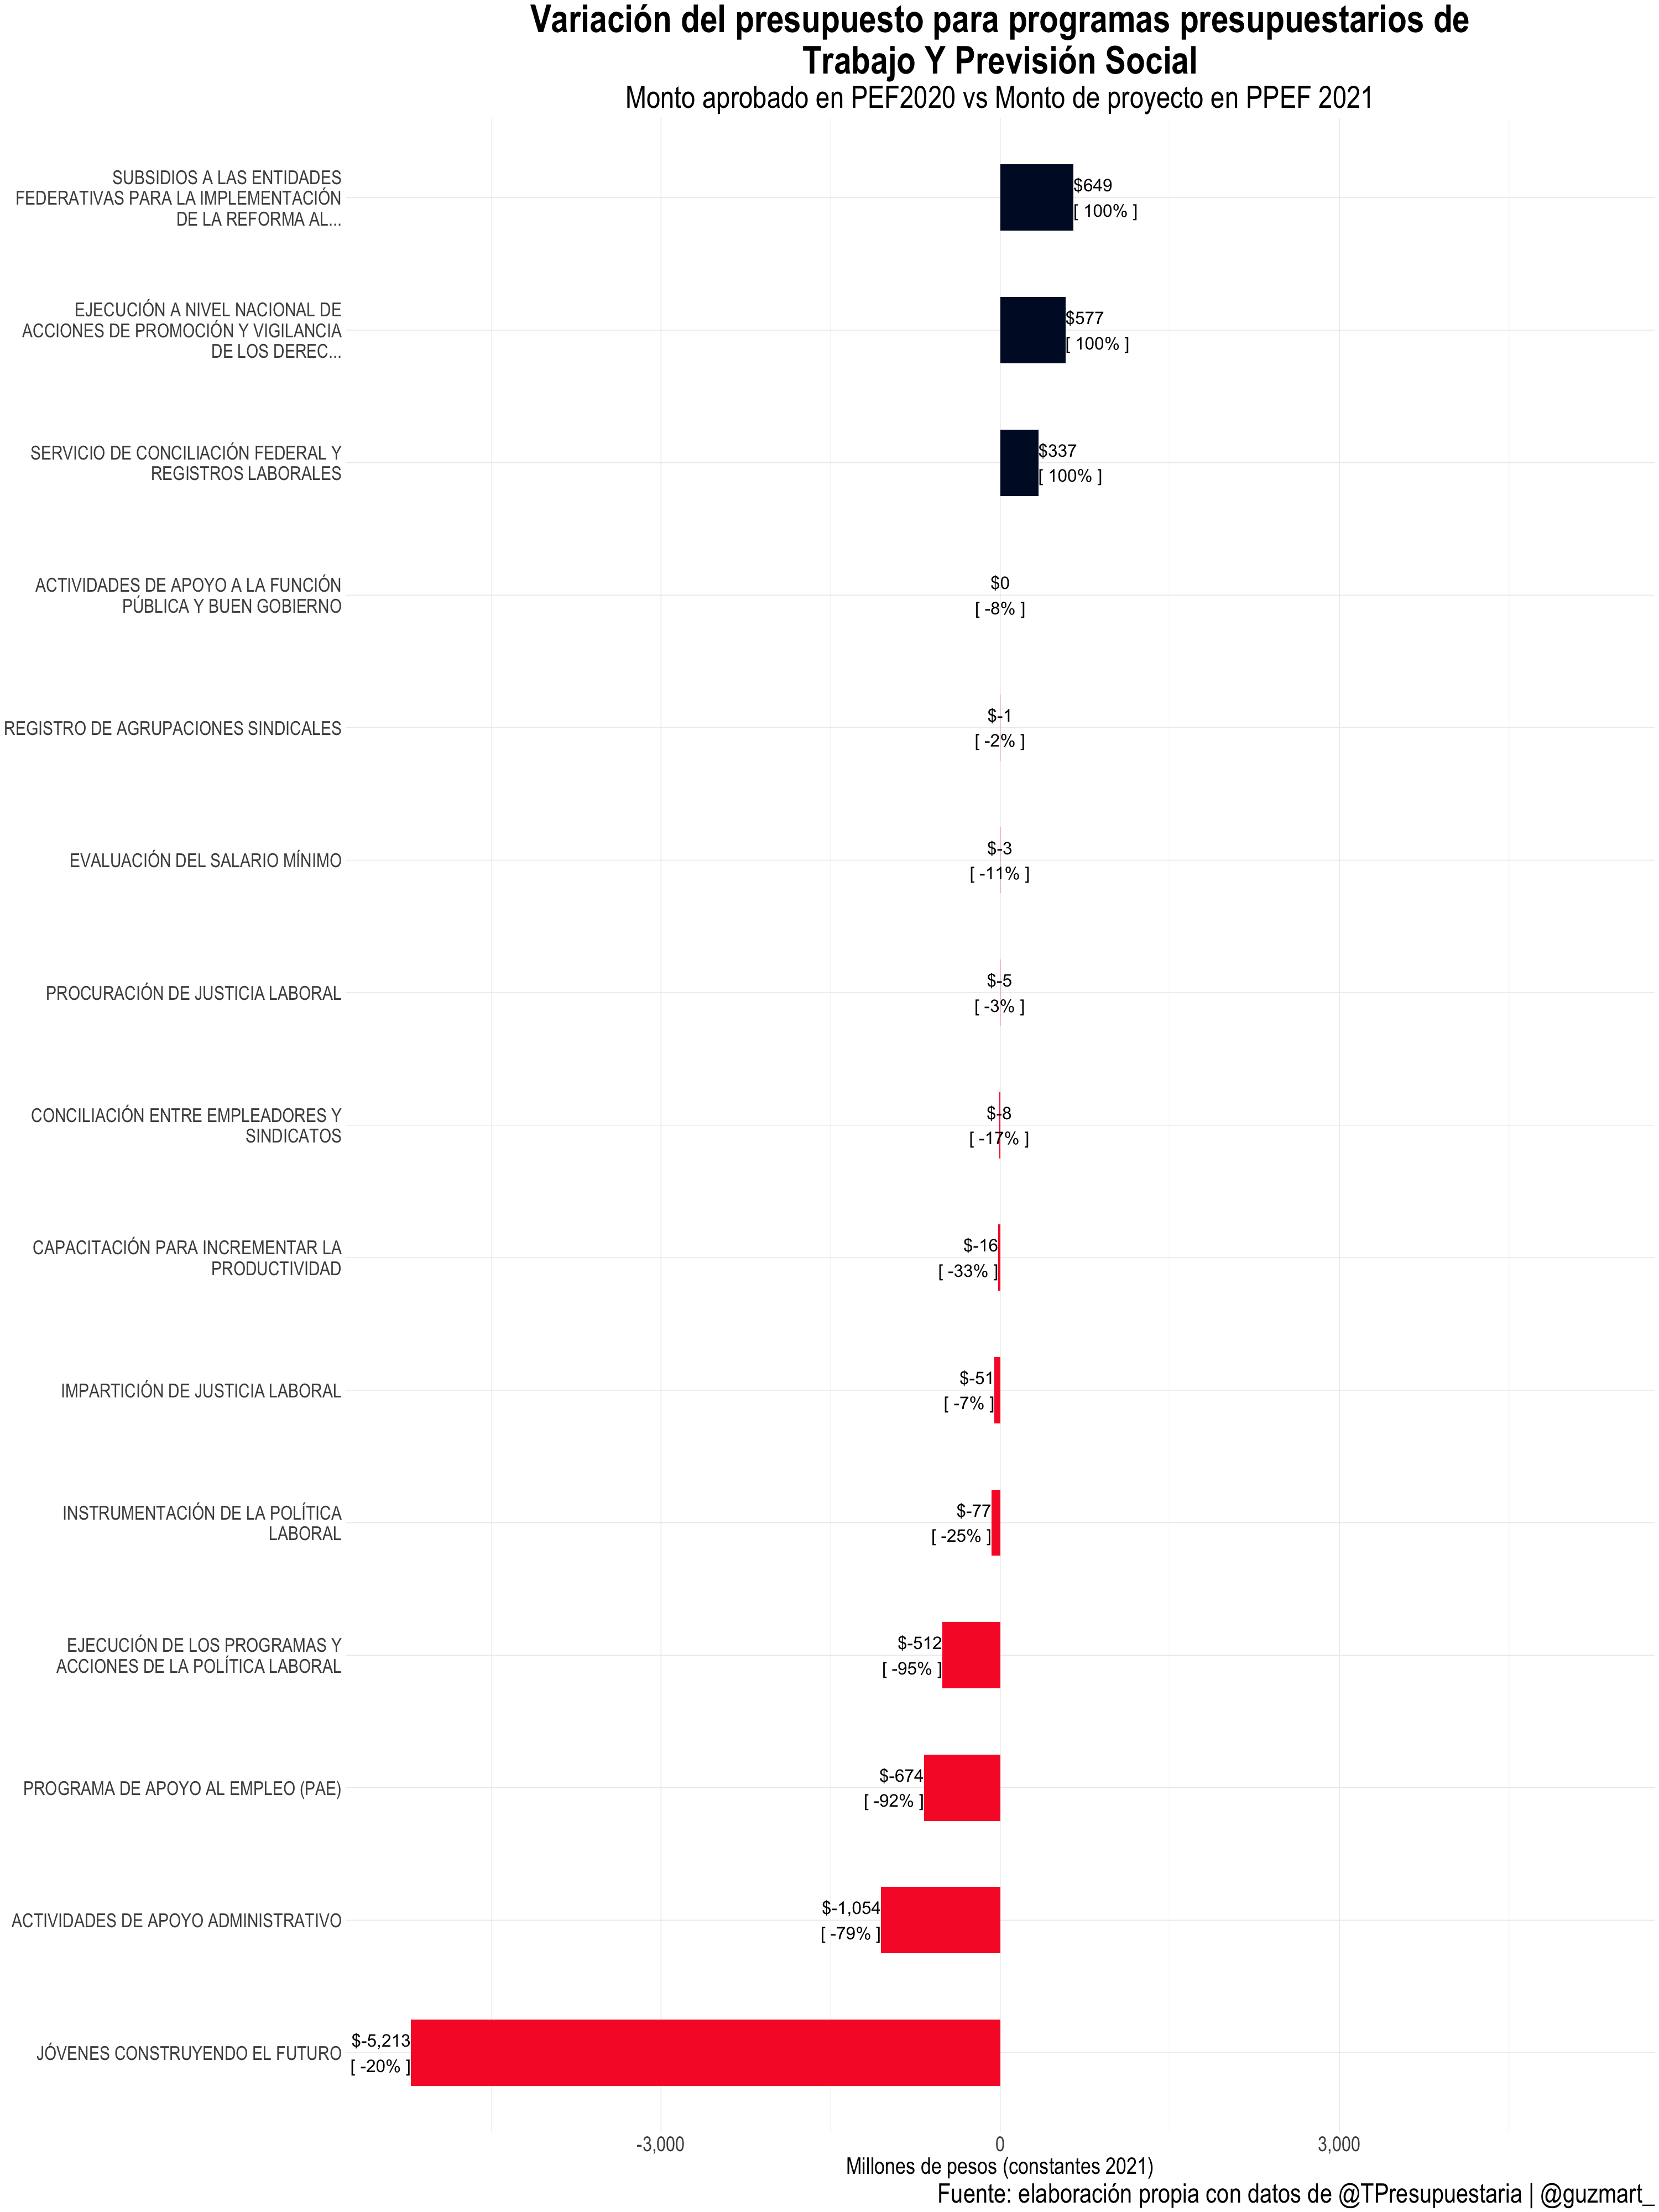 Variación del presupuesto para programas presupuestarios de
Trabajo Y Previsión Social
Monto aprobado en PEF2020 vs Monto de proyecto en PPEF 2021
SUBSIDIOS A LAS ENTIDADES
FEDERATIVAS PARA LA IMPLEMENTACIÓN
DE LA REFORMA AL...
$649
[ 100% ]
EJECUCIÓN A NIVEL NACIONAL DE
ACCIONES DE PROMOCIÓN Y VIGILANCIA
DE LOS DEREC...
$577
[ 100% ]
SERVICIO DE CONCILIACIÓN FEDERAL Y
REGISTROS LABORALES
$337
[ 100% ]
ACTIVIDADES DE APOYO A LA FUNCIÓN
PÚBLICA Y BUEN GOBIERNO
$0
[ -8% ]
REGISTRO DE AGRUPACIONES SINDICALES
$-1
[ -2% ]
EVALUACIÓN DEL SALARIO MÍNIMO
$-3
[ -11% ]
PROCURACIÓN DE JUSTICIA LABORAL
$-5
[ -3% ]
CONCILIACIÓN ENTRE EMPLEADORES Y
SINDICATOS
$-8
[ -17% ]
CAPACITACIÓN PARA INCREMENTAR LA
PRODUCTIVIDAD
$-16
[ -33% ]
IMPARTICIÓN DE JUSTICIA LABORAL
$-51
[ -7% ]
INSTRUMENTACIÓN DE LA POLÍTICA
LABORAL
$-77
[ -25% ]
EJECUCIÓN DE LOS PROGRAMAS Y
ACCIONES DE LA POLÍTICA LABORAL
$-512
[ -95% ]
PROGRAMA DE APOYO AL EMPLEO (PAE)
$-674
[ -92% ]
ACTIVIDADES DE APOYO ADMINISTRATIVO
$-1,054
[ -79% ]
JÓVENES CONSTRUYENDO EL FUTURO
$-5,213
[ -20% ]
-3,000
0
3,000
Millones de pesos (constantes 2021)
Fuente: elaboración propia con datos de @TPresupuestaria | @guzmart_